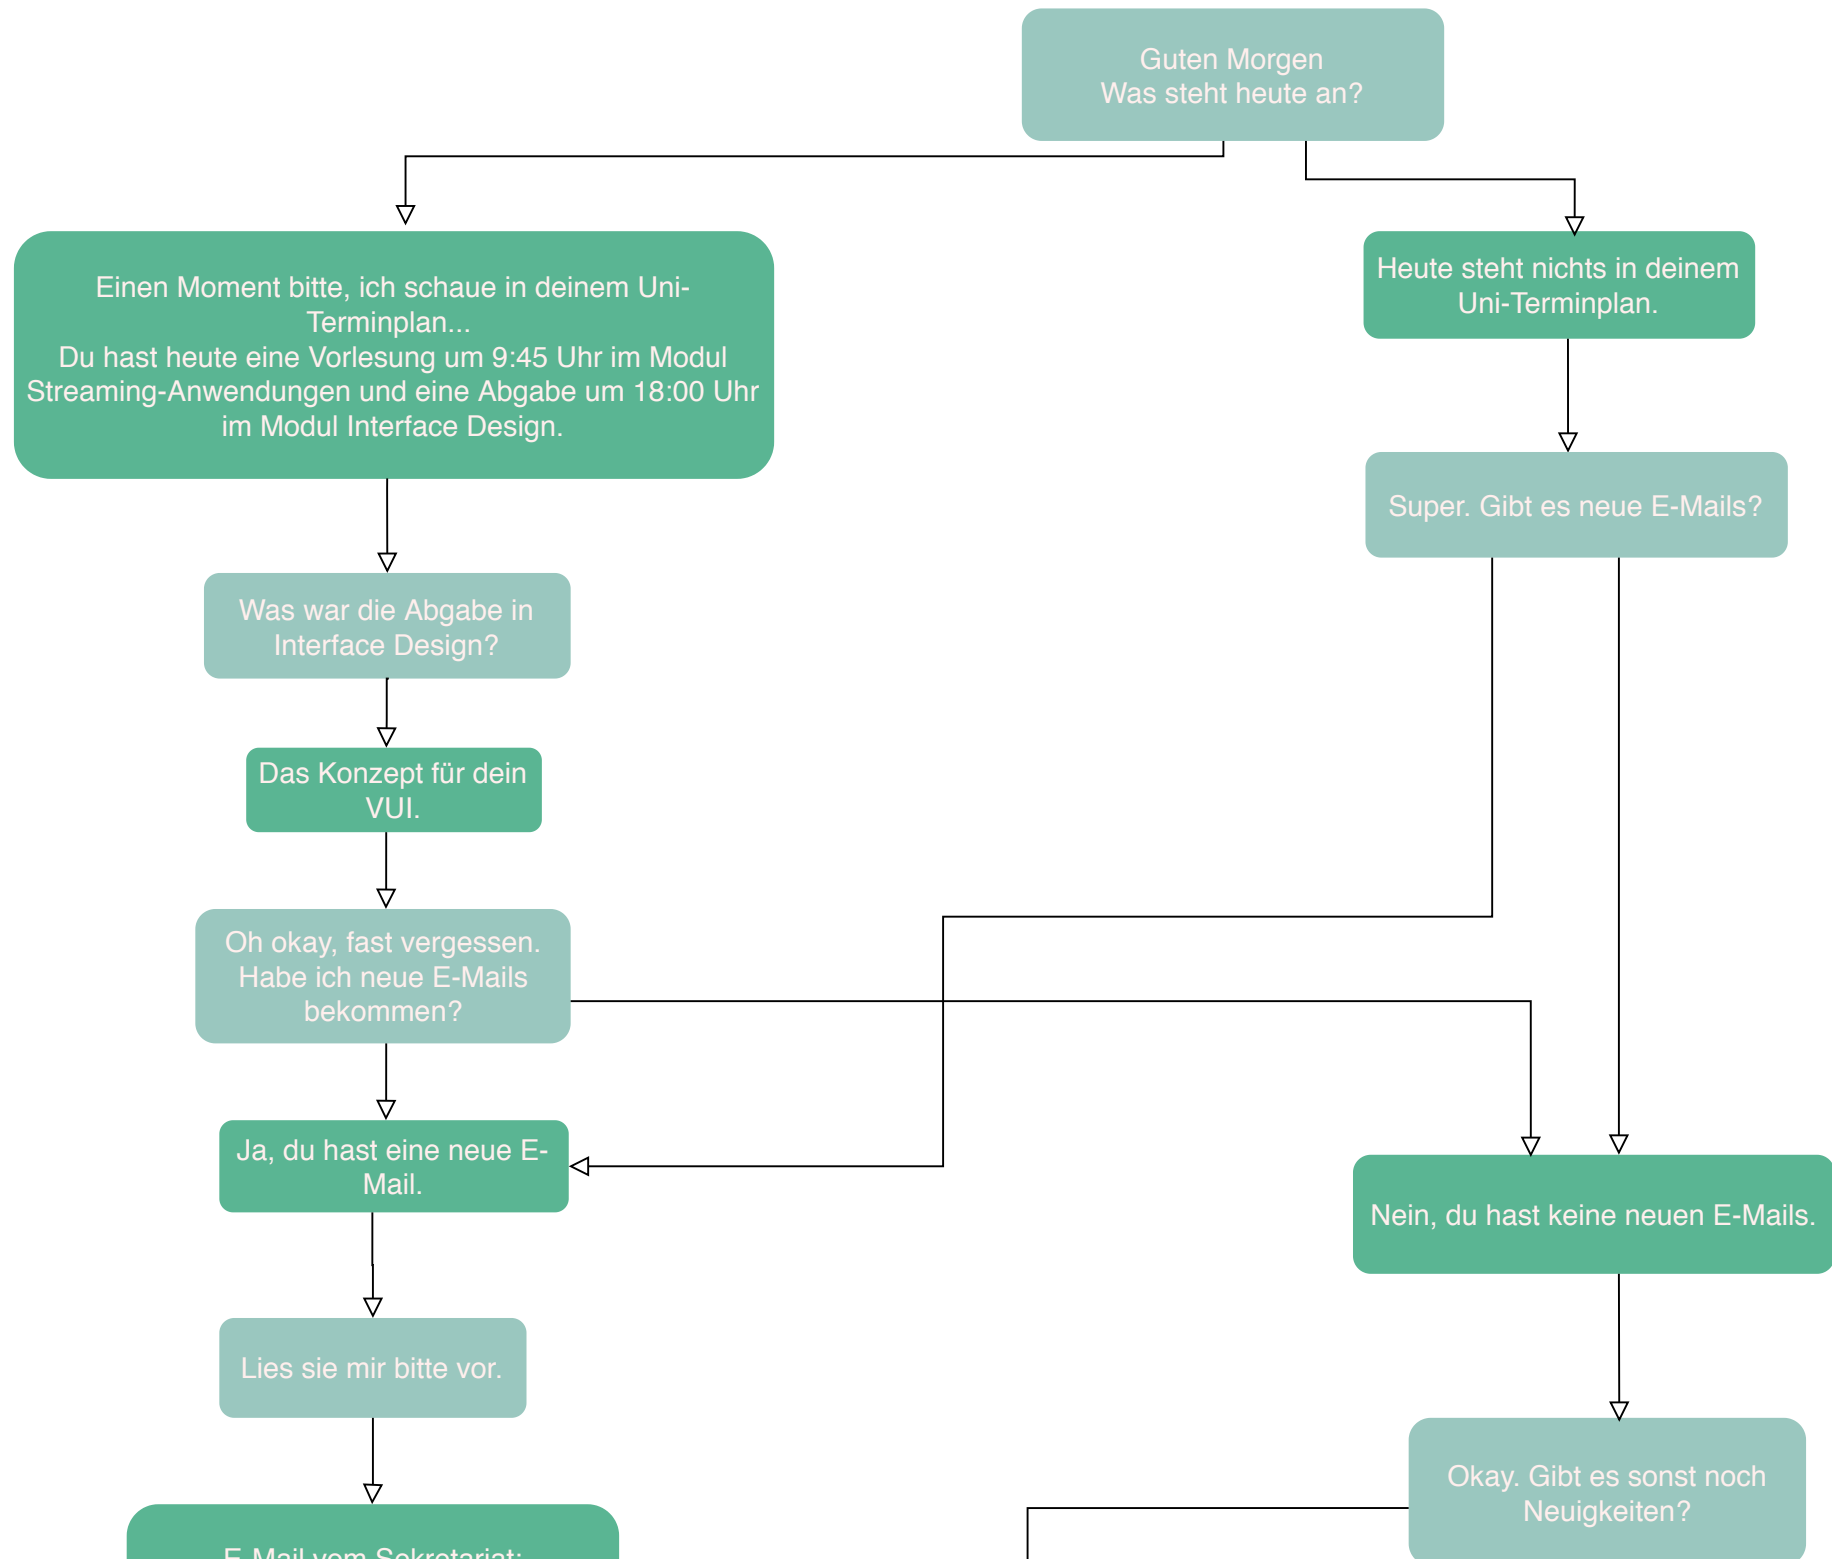 Guten Morgen
Was steht heute an?
Einen Moment bitte, ich schaue in deinem Uni-
Terminplan...
Du hast heute eine Vorlesung um 9:45 Uhr im Modul
Streaming-Anwendungen und eine Abgabe um 18:00 Uhr
im Modul Interface Design.
Heute steht nichts in deinem
Uni-Terminplan.
Super. Gibt es neue E-Mails?
Was war die Abgabe in
Interface Design?
Das Konzept für dein
VUI.
Oh okay, fast vergessen.
Habe ich neue E-Mails
bekommen?
Ja, du hast eine neue E-
Mail.
Nein, du hast keine neuen E-Mails.
Lies sie mir bitte vor.
Okay. Gibt es sonst noch
Neuigkeiten?
E-Mail vom Sekretariat: